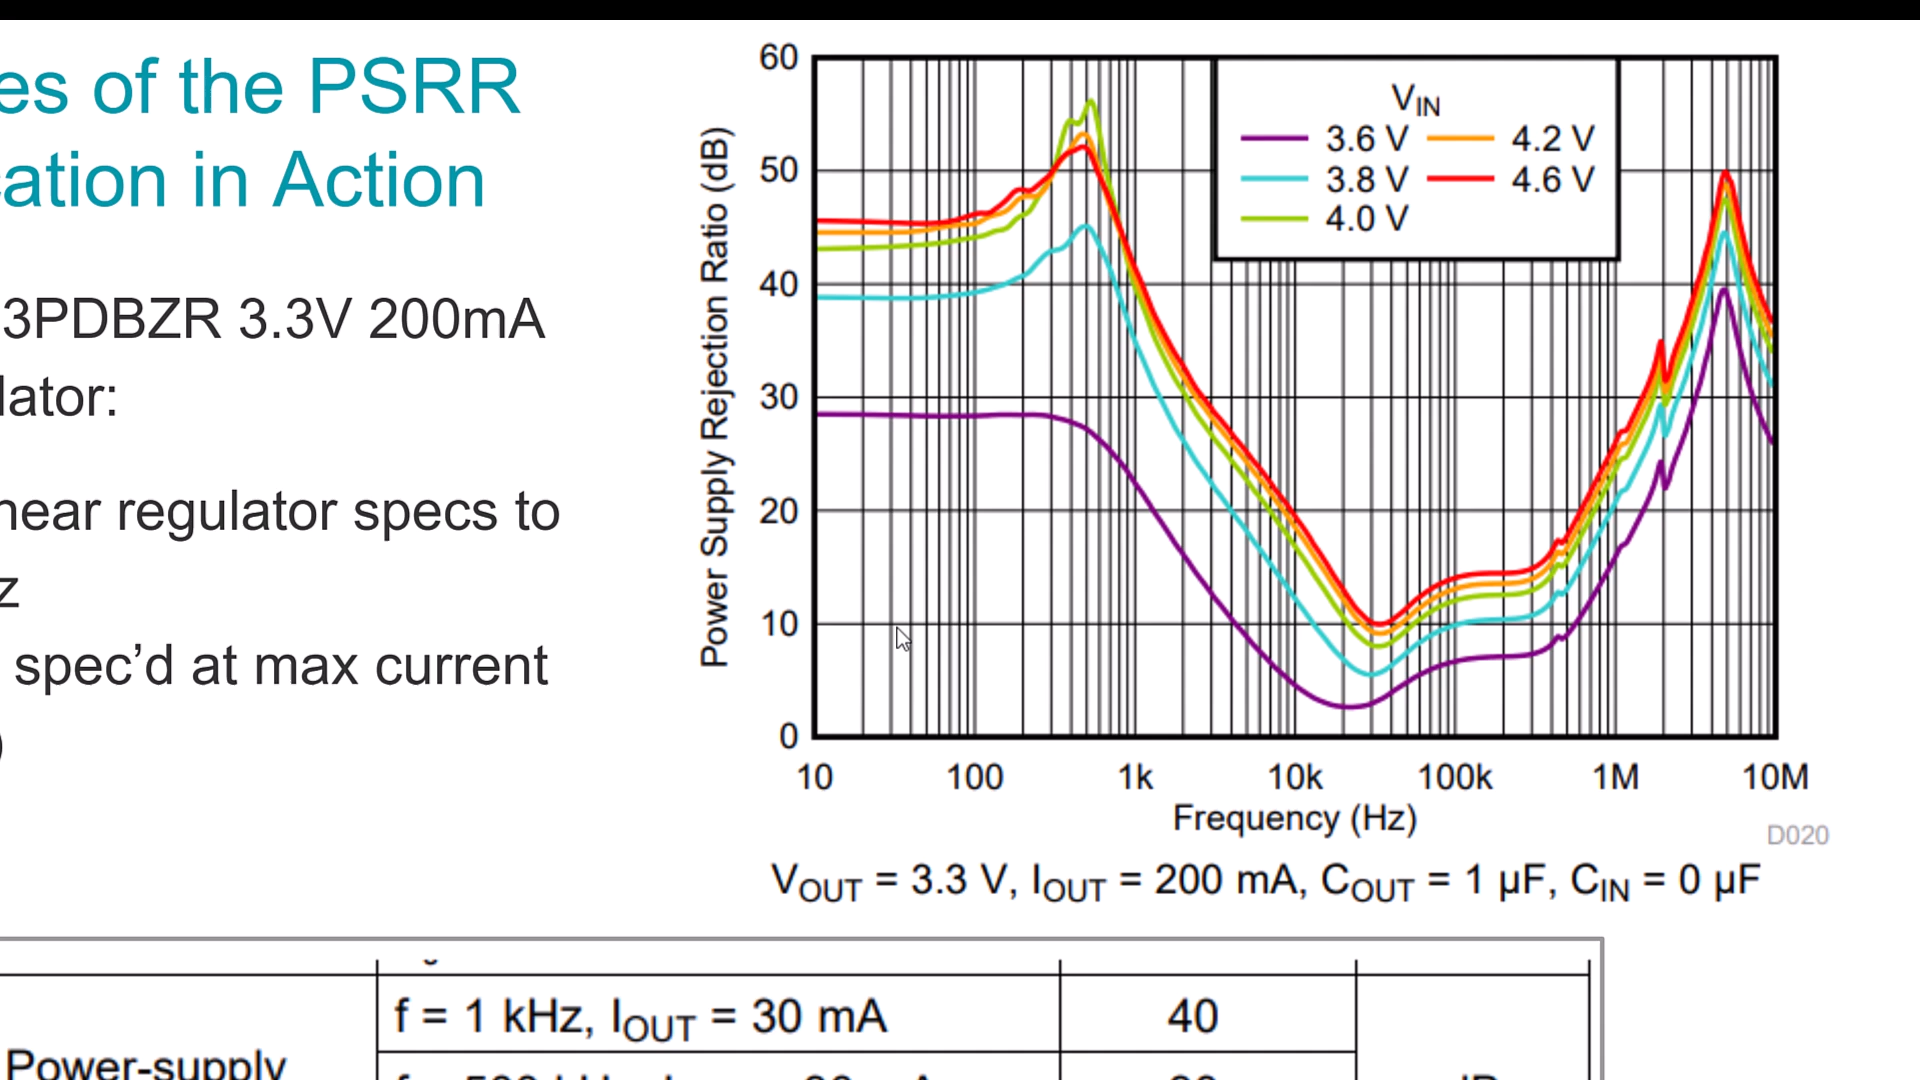 es of the PSRR
cation in Action
3PDBZR 3.3V 200mA
lator:
near regulator specs to
z
spec’d at max current
)
Power Supply Rejection Ratio (dB)
60
50
40
30
20
10
0
VIN
3.6 V 4.2 V
3.8 V 4.6 V
4.0 V
10 100 1k 10k 100k 1M 10M
Frequency (Hz)
D020
VOUT = 3.3 V, IOUT = 200 mA, COUT = 1 µF, CIN = 0 µF
f = 1 kHz, IOUT = 30 mA 40
Power-supply